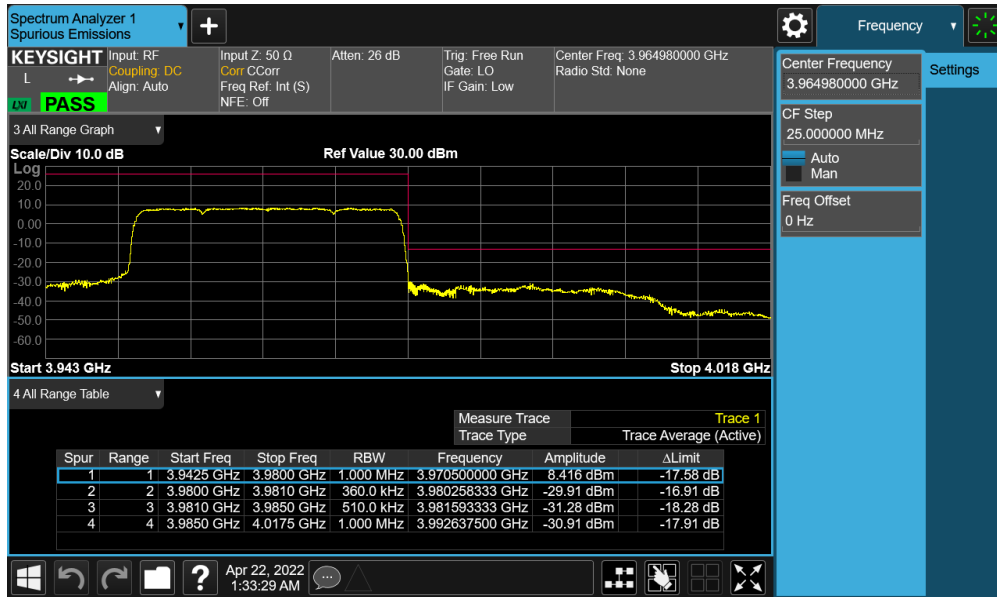 Spectrum Analyzer 1
Spurious Emissions
Frequency
KEYSIGHT
L
LXI
PASS
Input: RF
Coupling: DC
Align: Auto
Input Z: 50 Ω
Corr CCorr
Freq Ref: Int (S)
NFE: Off
Atten: 26 dB
Trig: Free Run
Gate: LO
IF Gain: Low
Center Freq: 3.964980000 GHz
Radio Std: None
Center Frequency
3.964980000 GHz
Settings
CF Step
25.000000 MHz
Auto
Man
Freq Offset
0 Hz
3 All Range Graph
Scale/Div 10.0 dB
Ref Value 30.00 dBm
Log
20.0
10.0
0.00
-10.0
-20.0
-30.0
-40.0
-50.0
-60.0
Start 3.943 GHz
Stop 4.018 GHz
4 All Range Table
Measure Trace Trace 1
Trace Type Trace Average (Active)
Spur Range Start Freq Stop Freq RBW Frequency Amplitude ΔLimit
1 1 3.9425 GHz 3.9800 GHz 1.000 MHz 3.970500000 GHz 8.416 dBm -17.58 dB
2 2 3.9800 GHz 3.9810 GHz 360.0 kHz 3.980258333 GHz -29.91 dBm -16.91 dB
3 3 3.9810 GHz 3.9850 GHz 510.0 kHz 3.981593333 GHz -31.28 dBm -18.28 dB
4 4 3.9850 GHz 4.0175 GHz 1.000 MHz 3.992637500 GHz -30.91 dBm -17.91 dB
?
Apr 22, 2022
1:33:29 AM